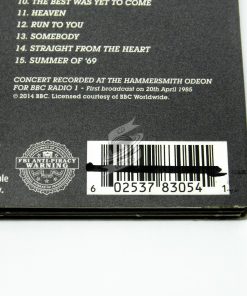 10. THE BEST WAS YET TO COME
11. HEAVEN
12. RUN TO YOU
13. SOMEBODY
14. STRAIGHT FROM THE HEART
15. SUMMER OF '69
CONCERT RECORDED AT THE HAMMERSMITH ODEON
FOR BBC RADIO 1 • First broadcast on 20th April 1985
© 2014 BBC. Licensed courtesy of BBC Worldwide.
FBI ANTI-PIRACY
WARNING
6 02537 83054 1